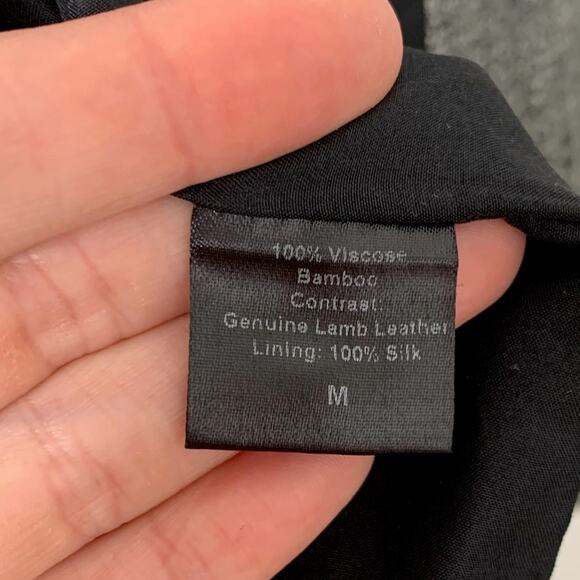 100% Viscose
Bamboo
Contrast:
Genuine Lamb Leather
Lining: 100% Silk
M